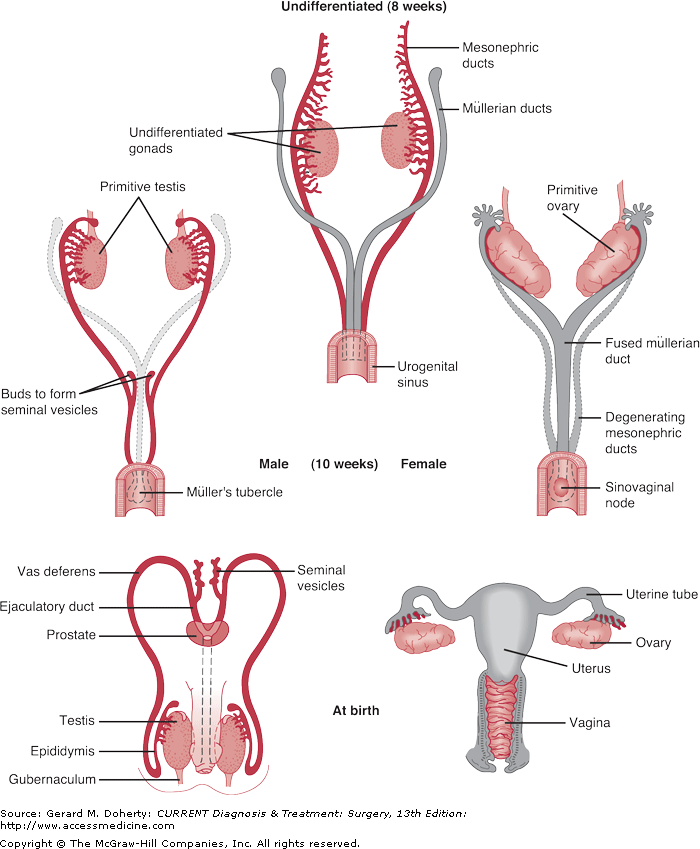 Undifferentiated (8 weeks)
Mesonephric
ducts
Müllerian ducts
Undifferentiated
gonads
Primitive testis
Primitive
ovary
Fused müllerian
duct
Urogenital
sinus
Buds to form
seminal vesicles
Degenerating
mesonephric
ducts
Male (10 weeks) Female
Müller's tubercle
Sinovaginal
node
Vas deferens
Seminal
vesicles
Ejaculatory duct
Prostate
Uterine tube
Ovary
Uterus
At birth
Testis
Vagina
Epididymis
Gubernaculum
Source: Gerard M. Doherty: CURRENT Diagnosis & Treatment: Surgery, 13th Edition:
http://www.accessmedicine.com
Copyright © The McGraw-Hill Companies, Inc. All rights reserved.